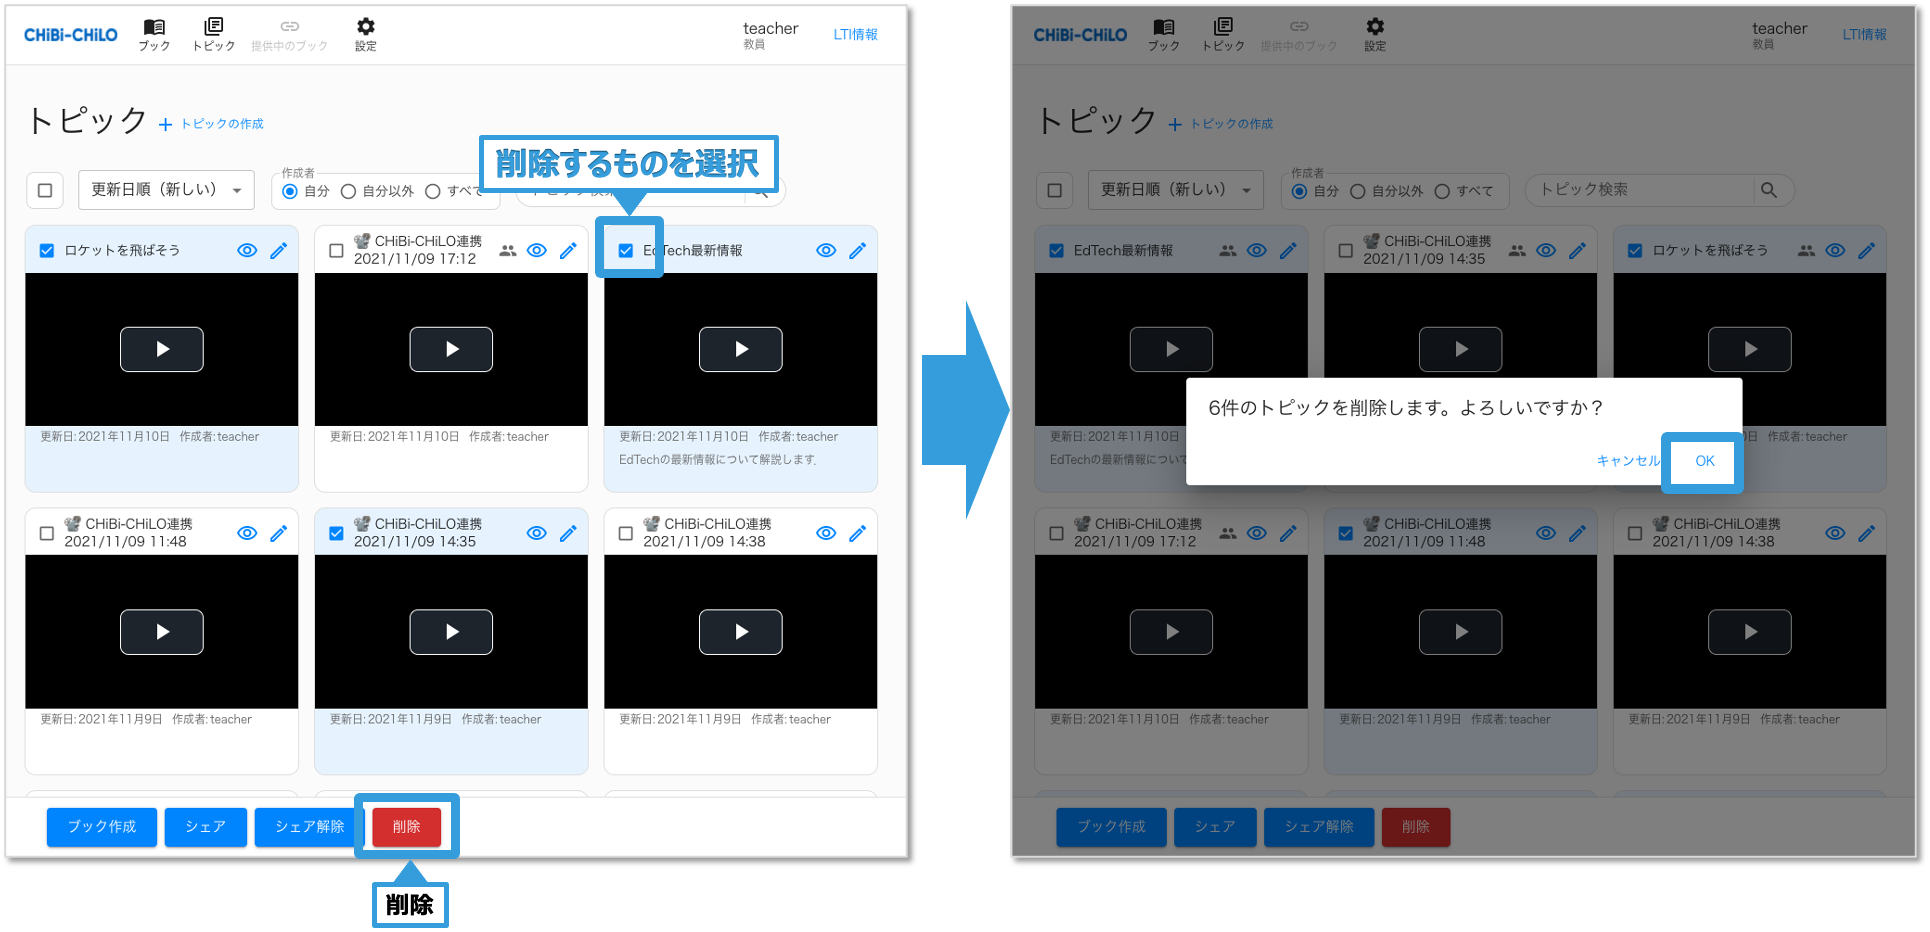 CHiBi-CHiLO
ブック
トピック
提供中のブック
設定
teacher
教員
LTI情報
トピック
トピックの作成
削除するものを選択
更新日順（新しい）
作成者
自分
自分以外
すべて
ロケットを飛ばそう
CHiBi-CHiLO連携
2021/11/09 17:12
EdTech最新情報
更新日:2021年11月10日 作成者:teacher
更新日:2021年11月10日 作成者:teacher
更新日:2021年11月10日 作成者:teacher
EdTechの最新情報について解説します.
CHiBi-CHiLO連携
2021/11/09 11:48
CHiBi-CHiLO連携
2021/11/09 14:35
CHiBi-CHiLO連携
2021/11/09 14:38
更新日:2021年11月9日 作成者:teacher
更新日:2021年11月9日 作成者:teacher
更新日:2021年11月9日 作成者:teacher
ブック作成
シェア
シェア解除
削除
削除
CHiBi-CHiLO
ブック
トピック
提供中のブック
設定
teacher
教員
LTI情報
トピック
トピックの作成
更新日順（新しい）
作成者
自分
自分以外
すべて
トピック検索
EdTech最新情報
CHiBi-CHiLO連携
2021/11/09 14:35
ロケットを飛ばそう
6件のトピックを削除します。よろしいですか？
キャンセル
OK
更新日:2021年11月10日
作成者:teacher
EdTechの最新情報につい
CHiBi-CHiLO連携
2021/11/09 17:12
CHiBi-CHiLO連携
2021/11/09 11:48
CHiBi-CHiLO連携
2021/11/09 14:38
更新日:2021年11月10日 作成者:teacher
更新日:2021年11月9日 作成者:teacher
更新日:2021年11月9日 作成者:teacher
ブック作成
シェア
シェア解除
削除